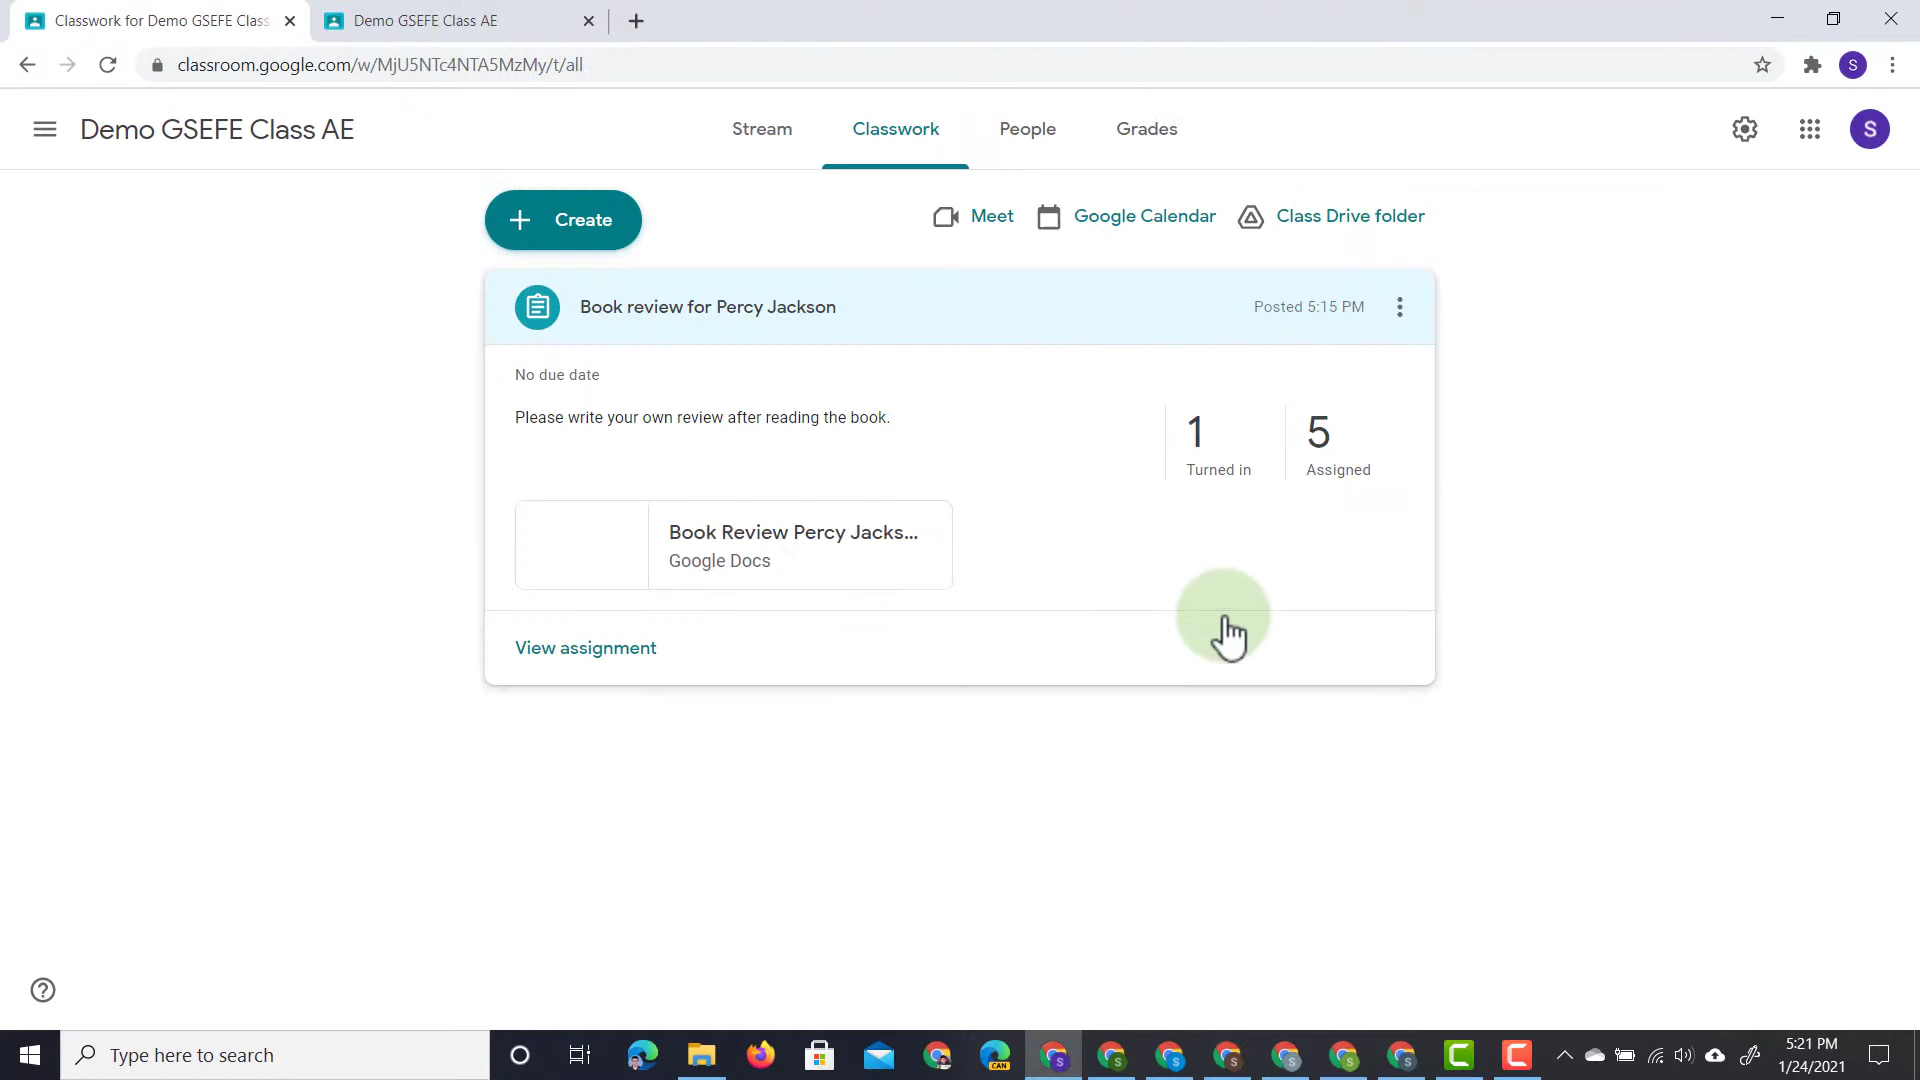 Classwork for Demo GSEFE Class
Demo GSEFE Class AE
S
classroom.google.com/w/MjU5NTc4NTA5MzMy/t/all
Demo GSEFE Class AE
Stream
Classwork
People
Grades
S
Create
Meet
Google Calendar
Class Drive folder
Book review for Percy Jackson
Posted 5:15 PM
No due date
Please write your own review after reading the book.
1
Turned in
5
Assigned
Book Review Percy Jacks...
Google Docs
View assignment
Type here to search
CAN
S
S
S
S
S
S
S
5:21 PM
1/24/2021